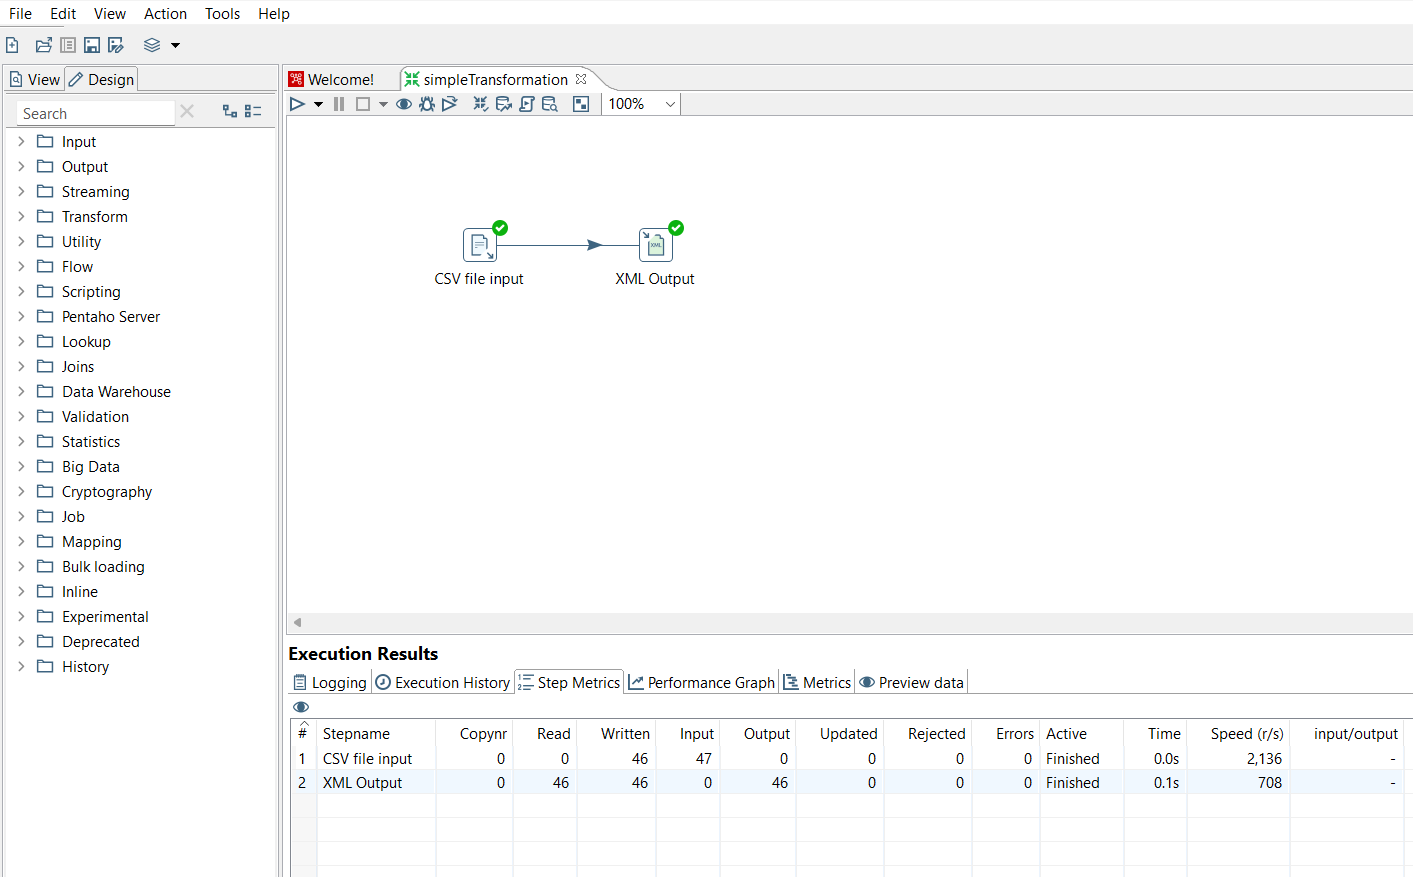 File Edit View Action Tools Help
View Design
Welcome! simpleTransformation
100%
Search
Input
Output
Streaming
Transform
Utility
Flow
Scripting
Pentaho Server
Lookup
Joins
Data Warehouse
Validation
Statistics
Big Data
Cryptography
Job
Mapping
Bulk loading
Inline
Experimental
Deprecated
History
XML
CSV file input XML Output
Execution Results
Logging Execution History Step Metrics Performance Graph Metrics Preview data
# Stepname Copynr Read Written Input Output Updated Rejected Errors Active Time Speed (r/s) input/output
1 CSV file input 0 0 46 47 0 0 0 0 Finished 0.0s 2,136 -
2 XML Output 0 46 46 0 46 0 0 0 Finished 0.1s 708 -